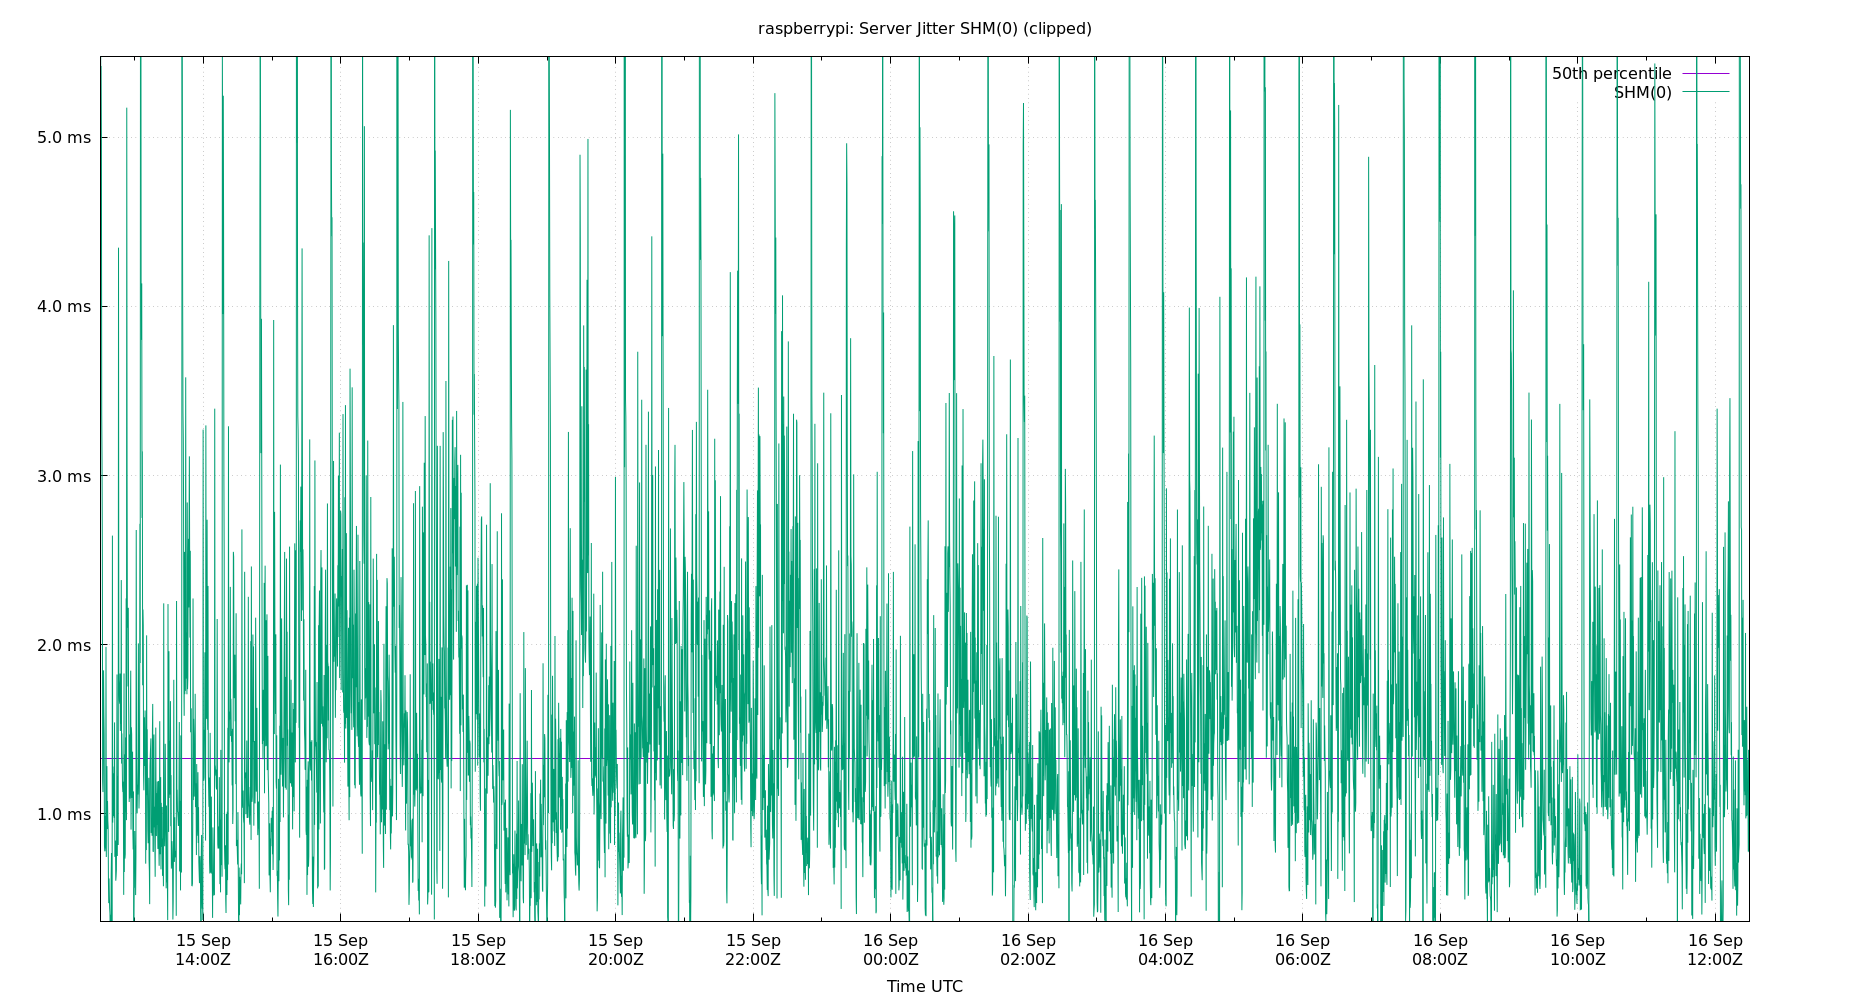 raspberrypi: Server Jitter SHM(0) (clipped)
50th percentile
SHM(0)
5.0 ms
4.0 ms
3.0 ms
2.0 ms
1.0 ms
15 Sep 15 Sep 15 Sep 15 Sep 15 Sep 16 Sep 16 Sep 16 Sep 16 Sep 16 Sep 16 Sep 16 Sep
14:00Z 16:00Z 18:00Z 20:00Z 22:00Z 00:00Z 02:00Z 04:00Z 06:00Z 08:00Z 10:00Z 12:00Z
Time UTC